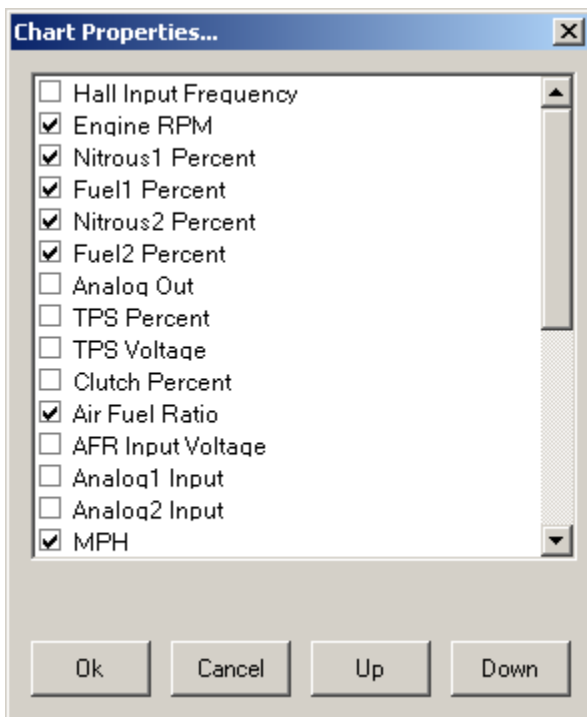 Chart Properties...
Hall Input Frequency
Engine RPM
Nitrous1 Percent
Fuel1 Percent
Nitrous2 Percent
Fuel2 Percent
Analog Out
TPS Percent
TPS Voltage
Clutch Percent
Air Fuel Ratio
AFR Input Voltage
Analog1 Input
Analog2 Input
MPH
Ok Cancel Up Down